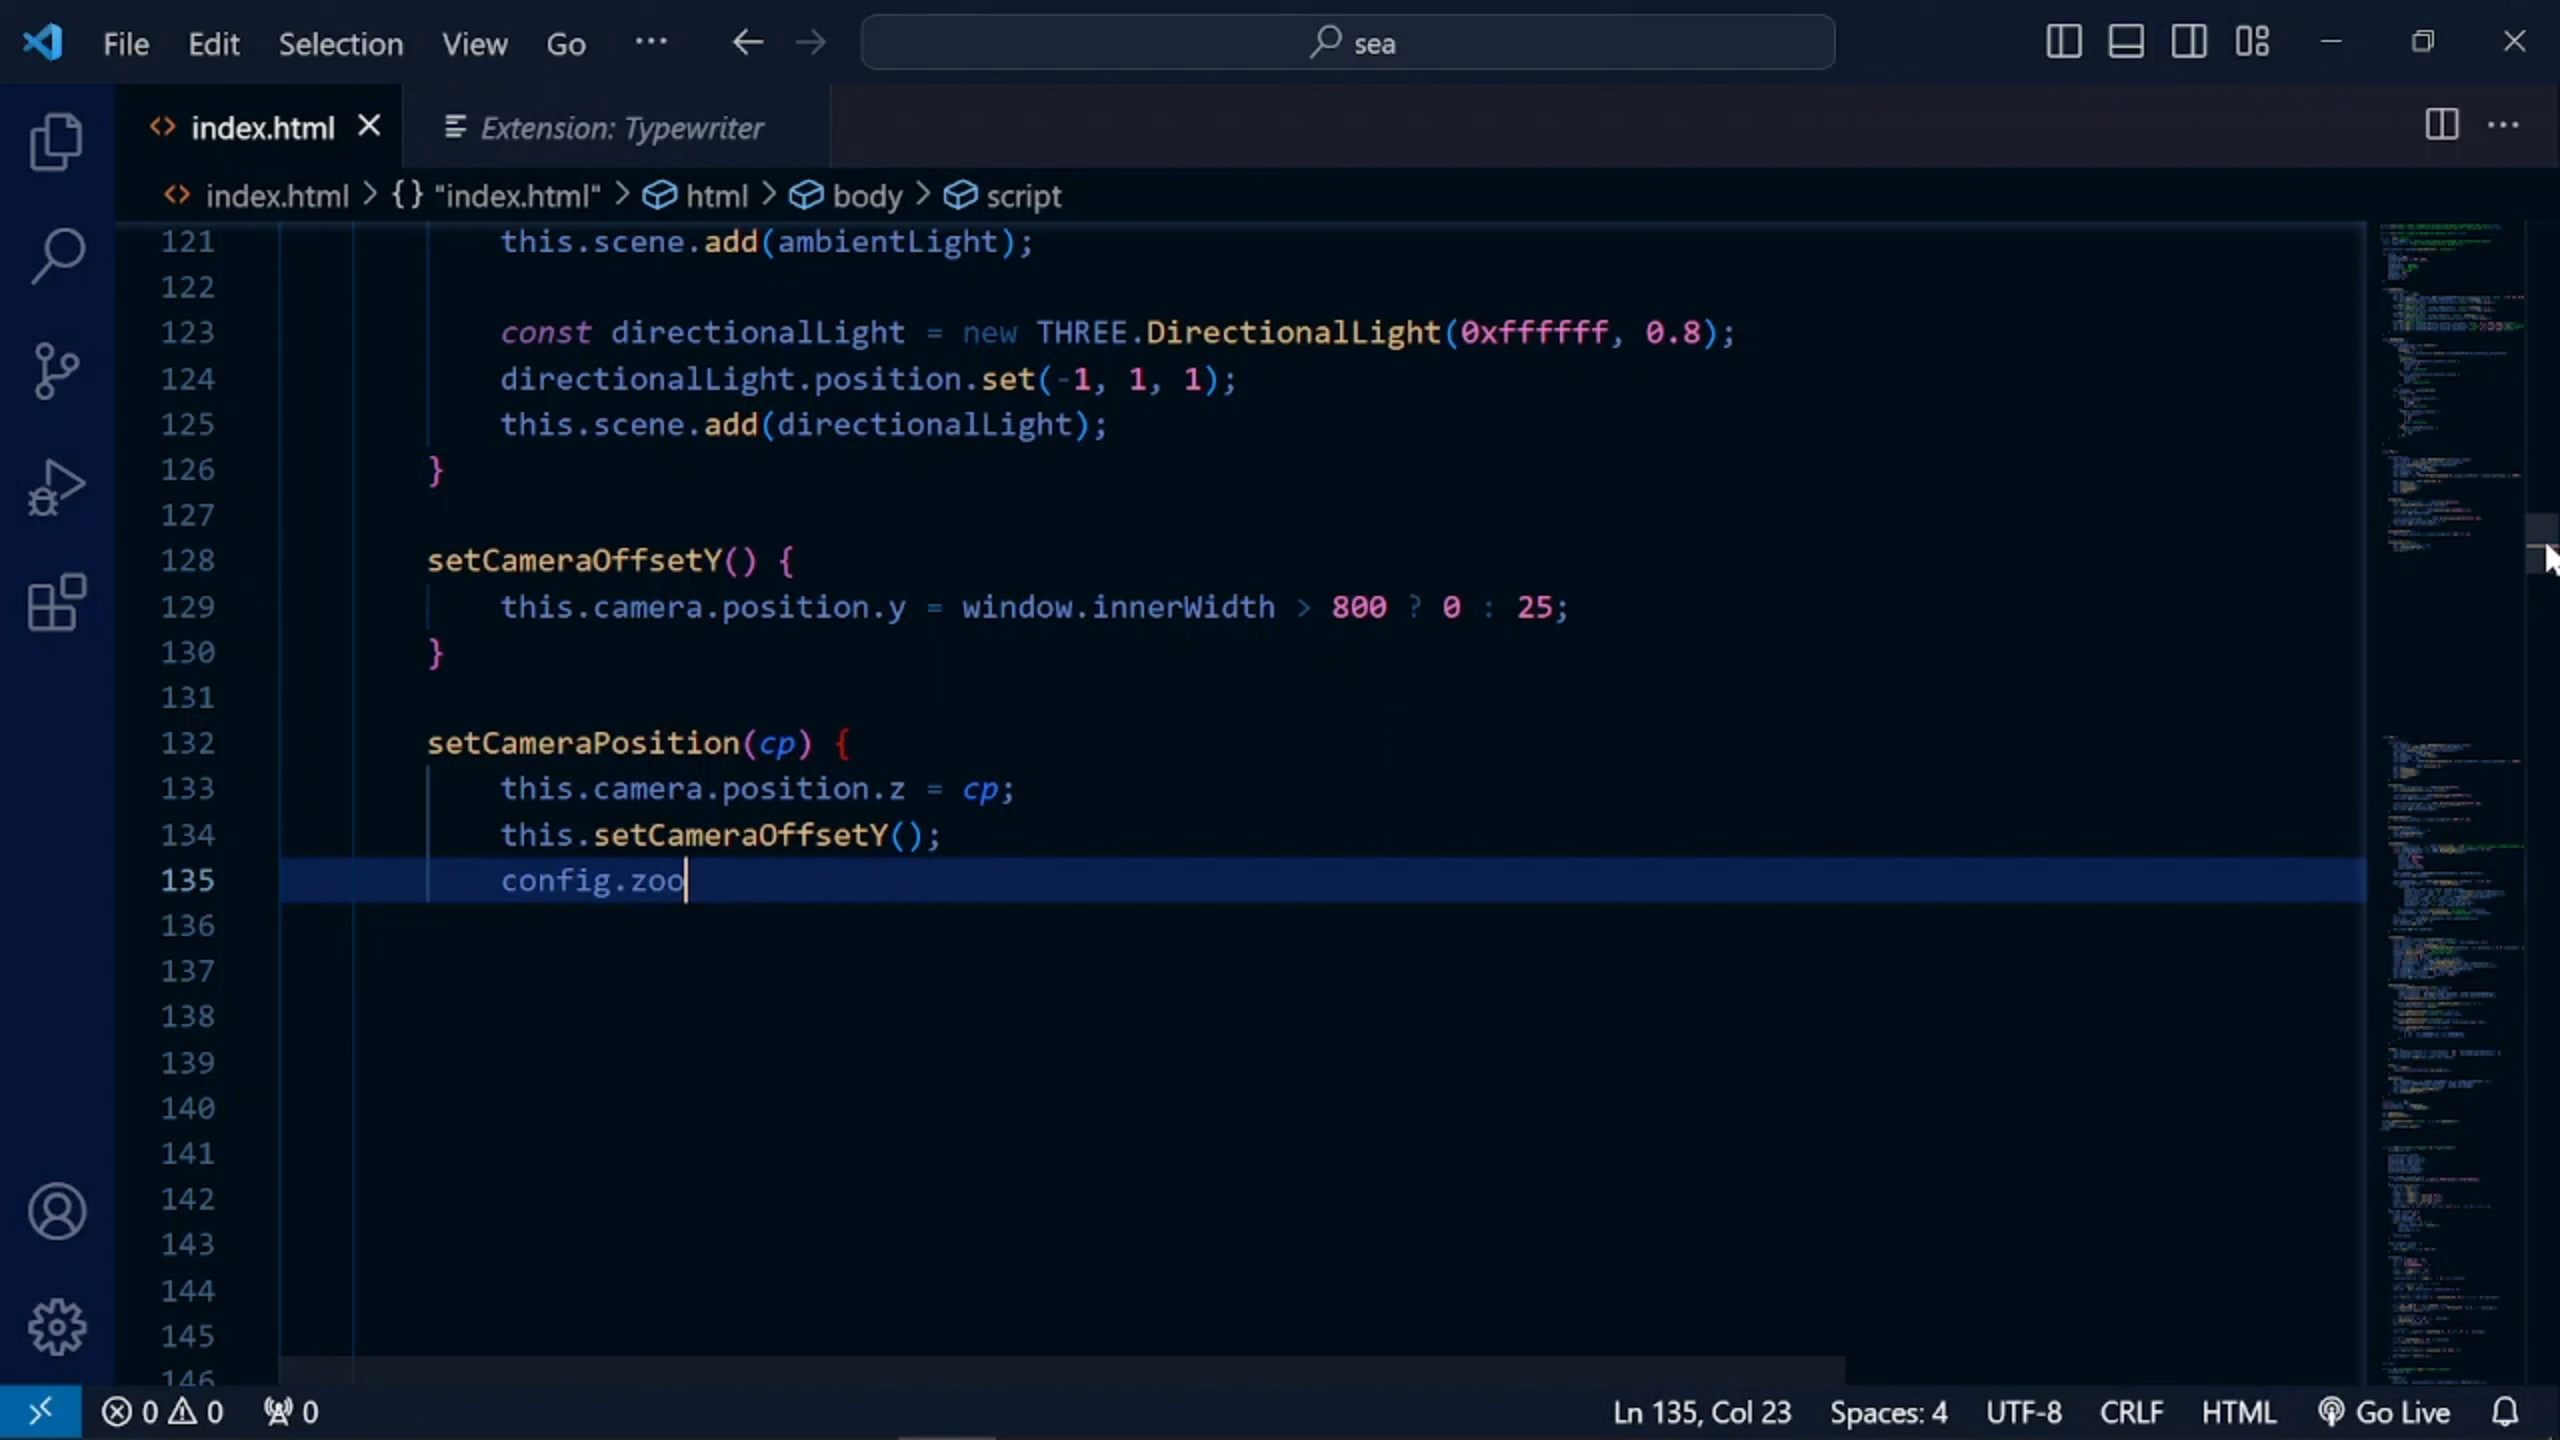 File Edit Selection View Go ··· sea
index.html Extension: Typewriter
index.html > {} "index.html" > html > body > script
121 this.scene.add(ambientLight);
122
123 const directionalLight = new THREE.DirectionalLight(0xffffff, 0.8);
124 directionalLight.position.set(-1, 1, 1);
125 this.scene.add(directionalLight);
126 }
127
128 setCameraOffsetY() {
129 this.camera.position.y = window.innerWidth > 800 ? 0 : 25;
130 }
131
132 setCameraPosition(cp) {
133 this.camera.position.z = cp;
134 this.setCameraOffsetY();
135 config.zoo
136
137
138
139
140
141
142
143
144
145
146
0 0 0 Ln 135, Col 23 Spaces: 4 UTF-8 CRLF HTML Go Live